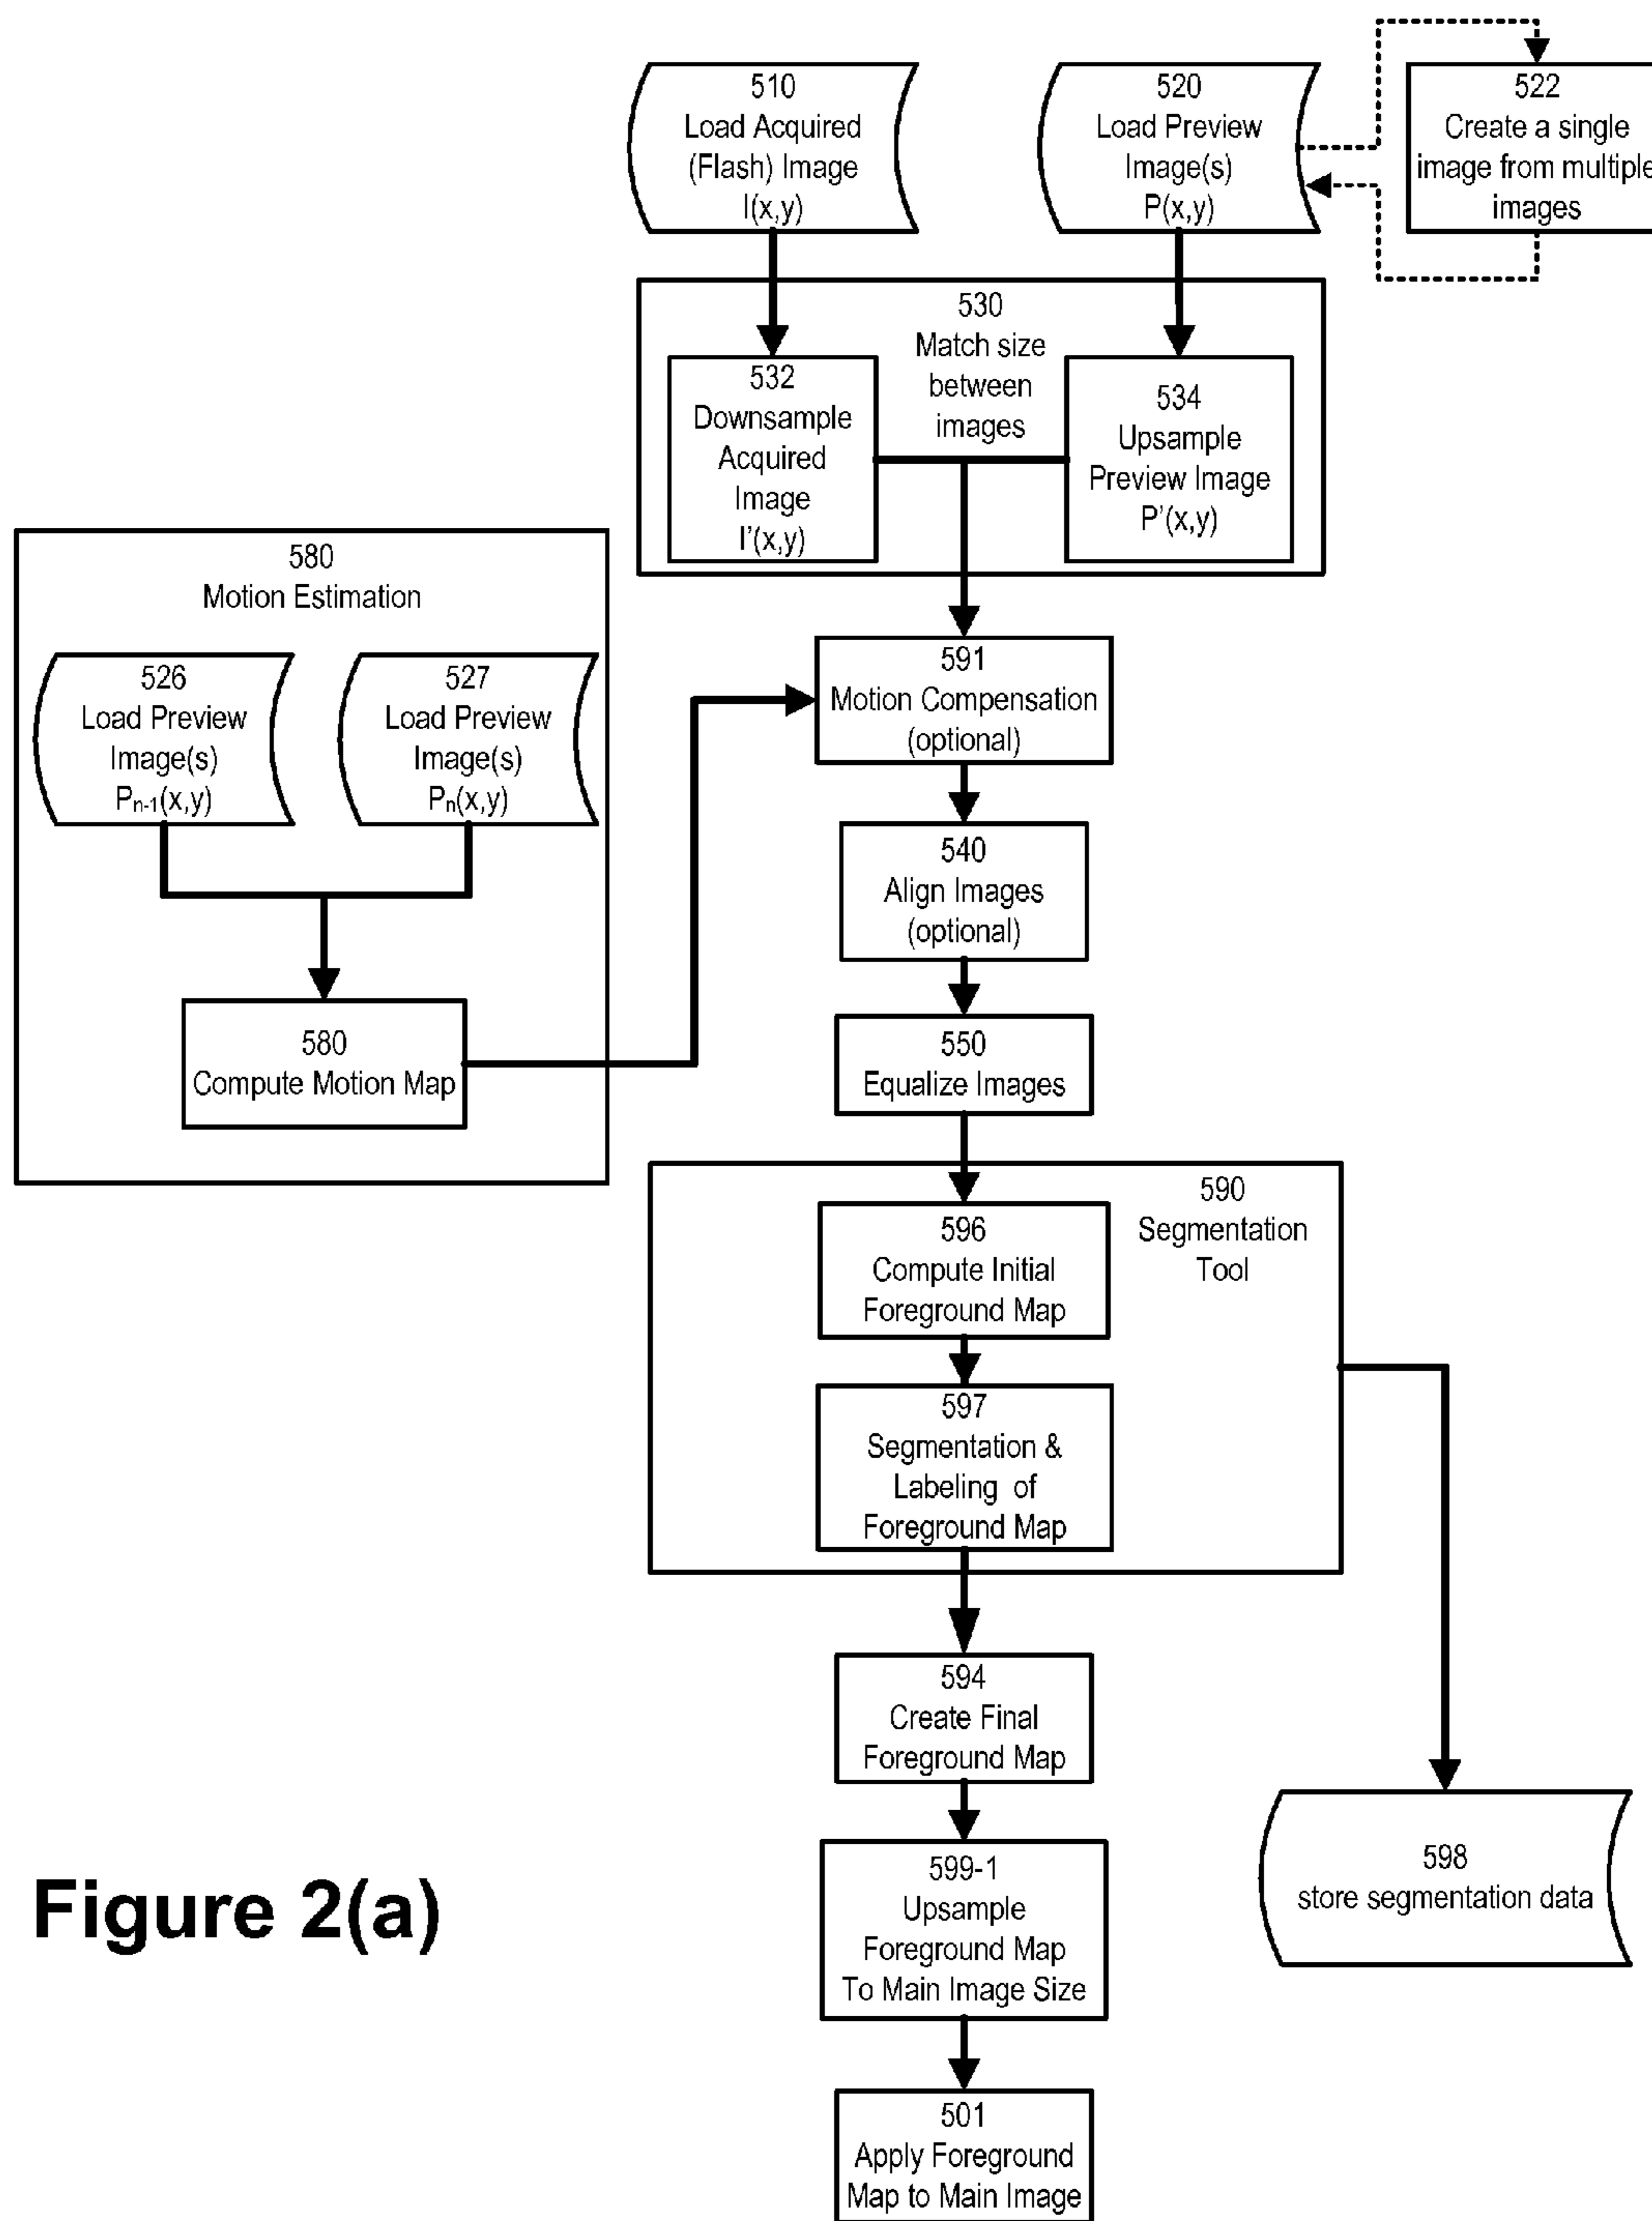 510
Load Acquired
(Flash) Image
I(x,y)
520
Load Preview
Image(s)
P(x,y)
522
Create a single
image from multiple
images
530
Match size
between
images
532
Downsample
Acquired
Image
I'(x,y)
534
Upsample
Preview Image
P'(x,y)
580
Motion Estimation
526
Load Preview
Image(s)
Pn-1(x,y)
527
Load Preview
Image(s)
Pn(x,y)
580
Compute Motion Map
591
Motion Compensation
(optional)
540
Align Images
(optional)
550
Equalize Images
590
Segmentation
Tool
596
Compute Initial
Foreground Map
597
Segmentation &
Labeling of
Foreground Map
594
Create Final
Foreground Map
599-1
Upsample
Foreground Map
To Main Image Size
598
store segmentation data
501
Apply Foreground
Map to Main Image
Figure 2(a)